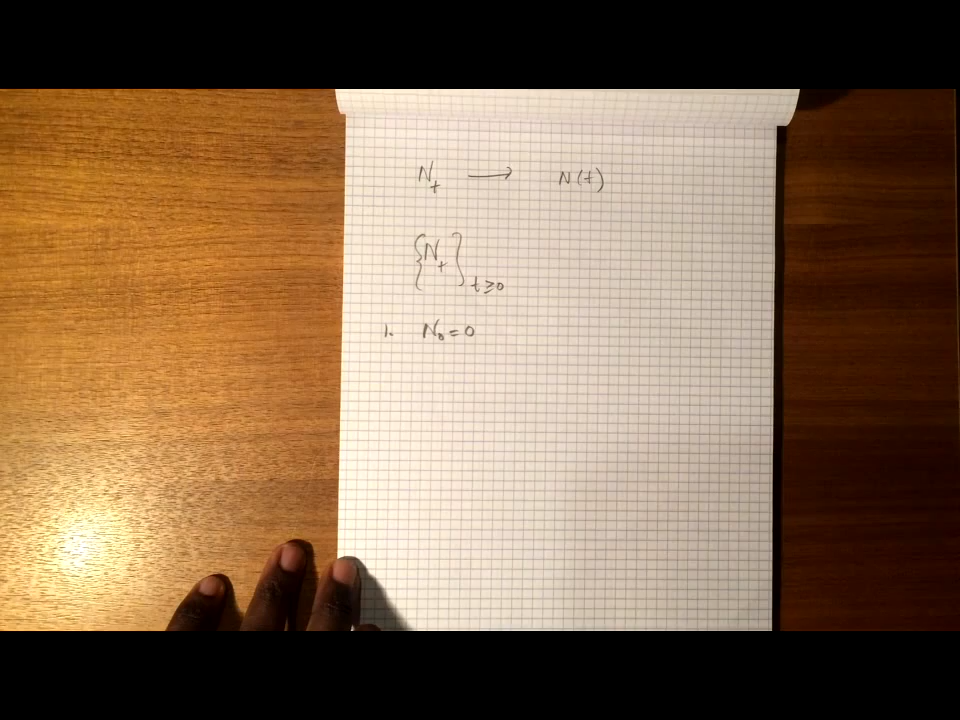 N_t ⟶ N(t)
{N_t}_{t≥0}
1. N_0 = 0